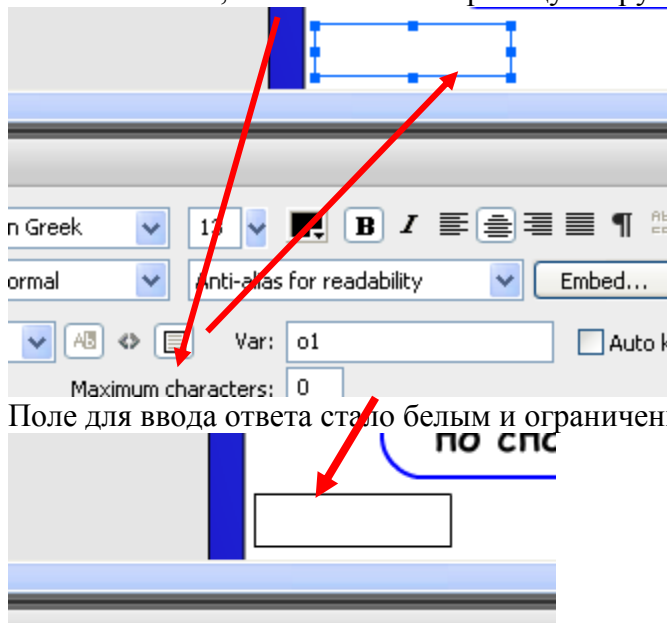 n Greek 13 B I ¶
ormal Anti-alias for readability Embed...
AB <> Var: o1 Auto k
Maximum characters: 0
Поле для ввода ответа стало белым и ограничен
по спо